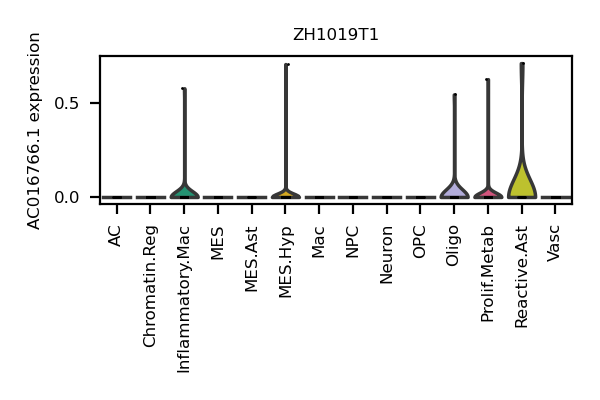 ZH1019T1
AC016766.1 expression
0.5
0.0
AC
Chromatin.Reg
Inflammatory.Mac
MES
MES.Ast
MES.Hyp
Mac
NPC
Neuron
OPC
Oligo
Prolif.Metab
Reactive.Ast
Vasc